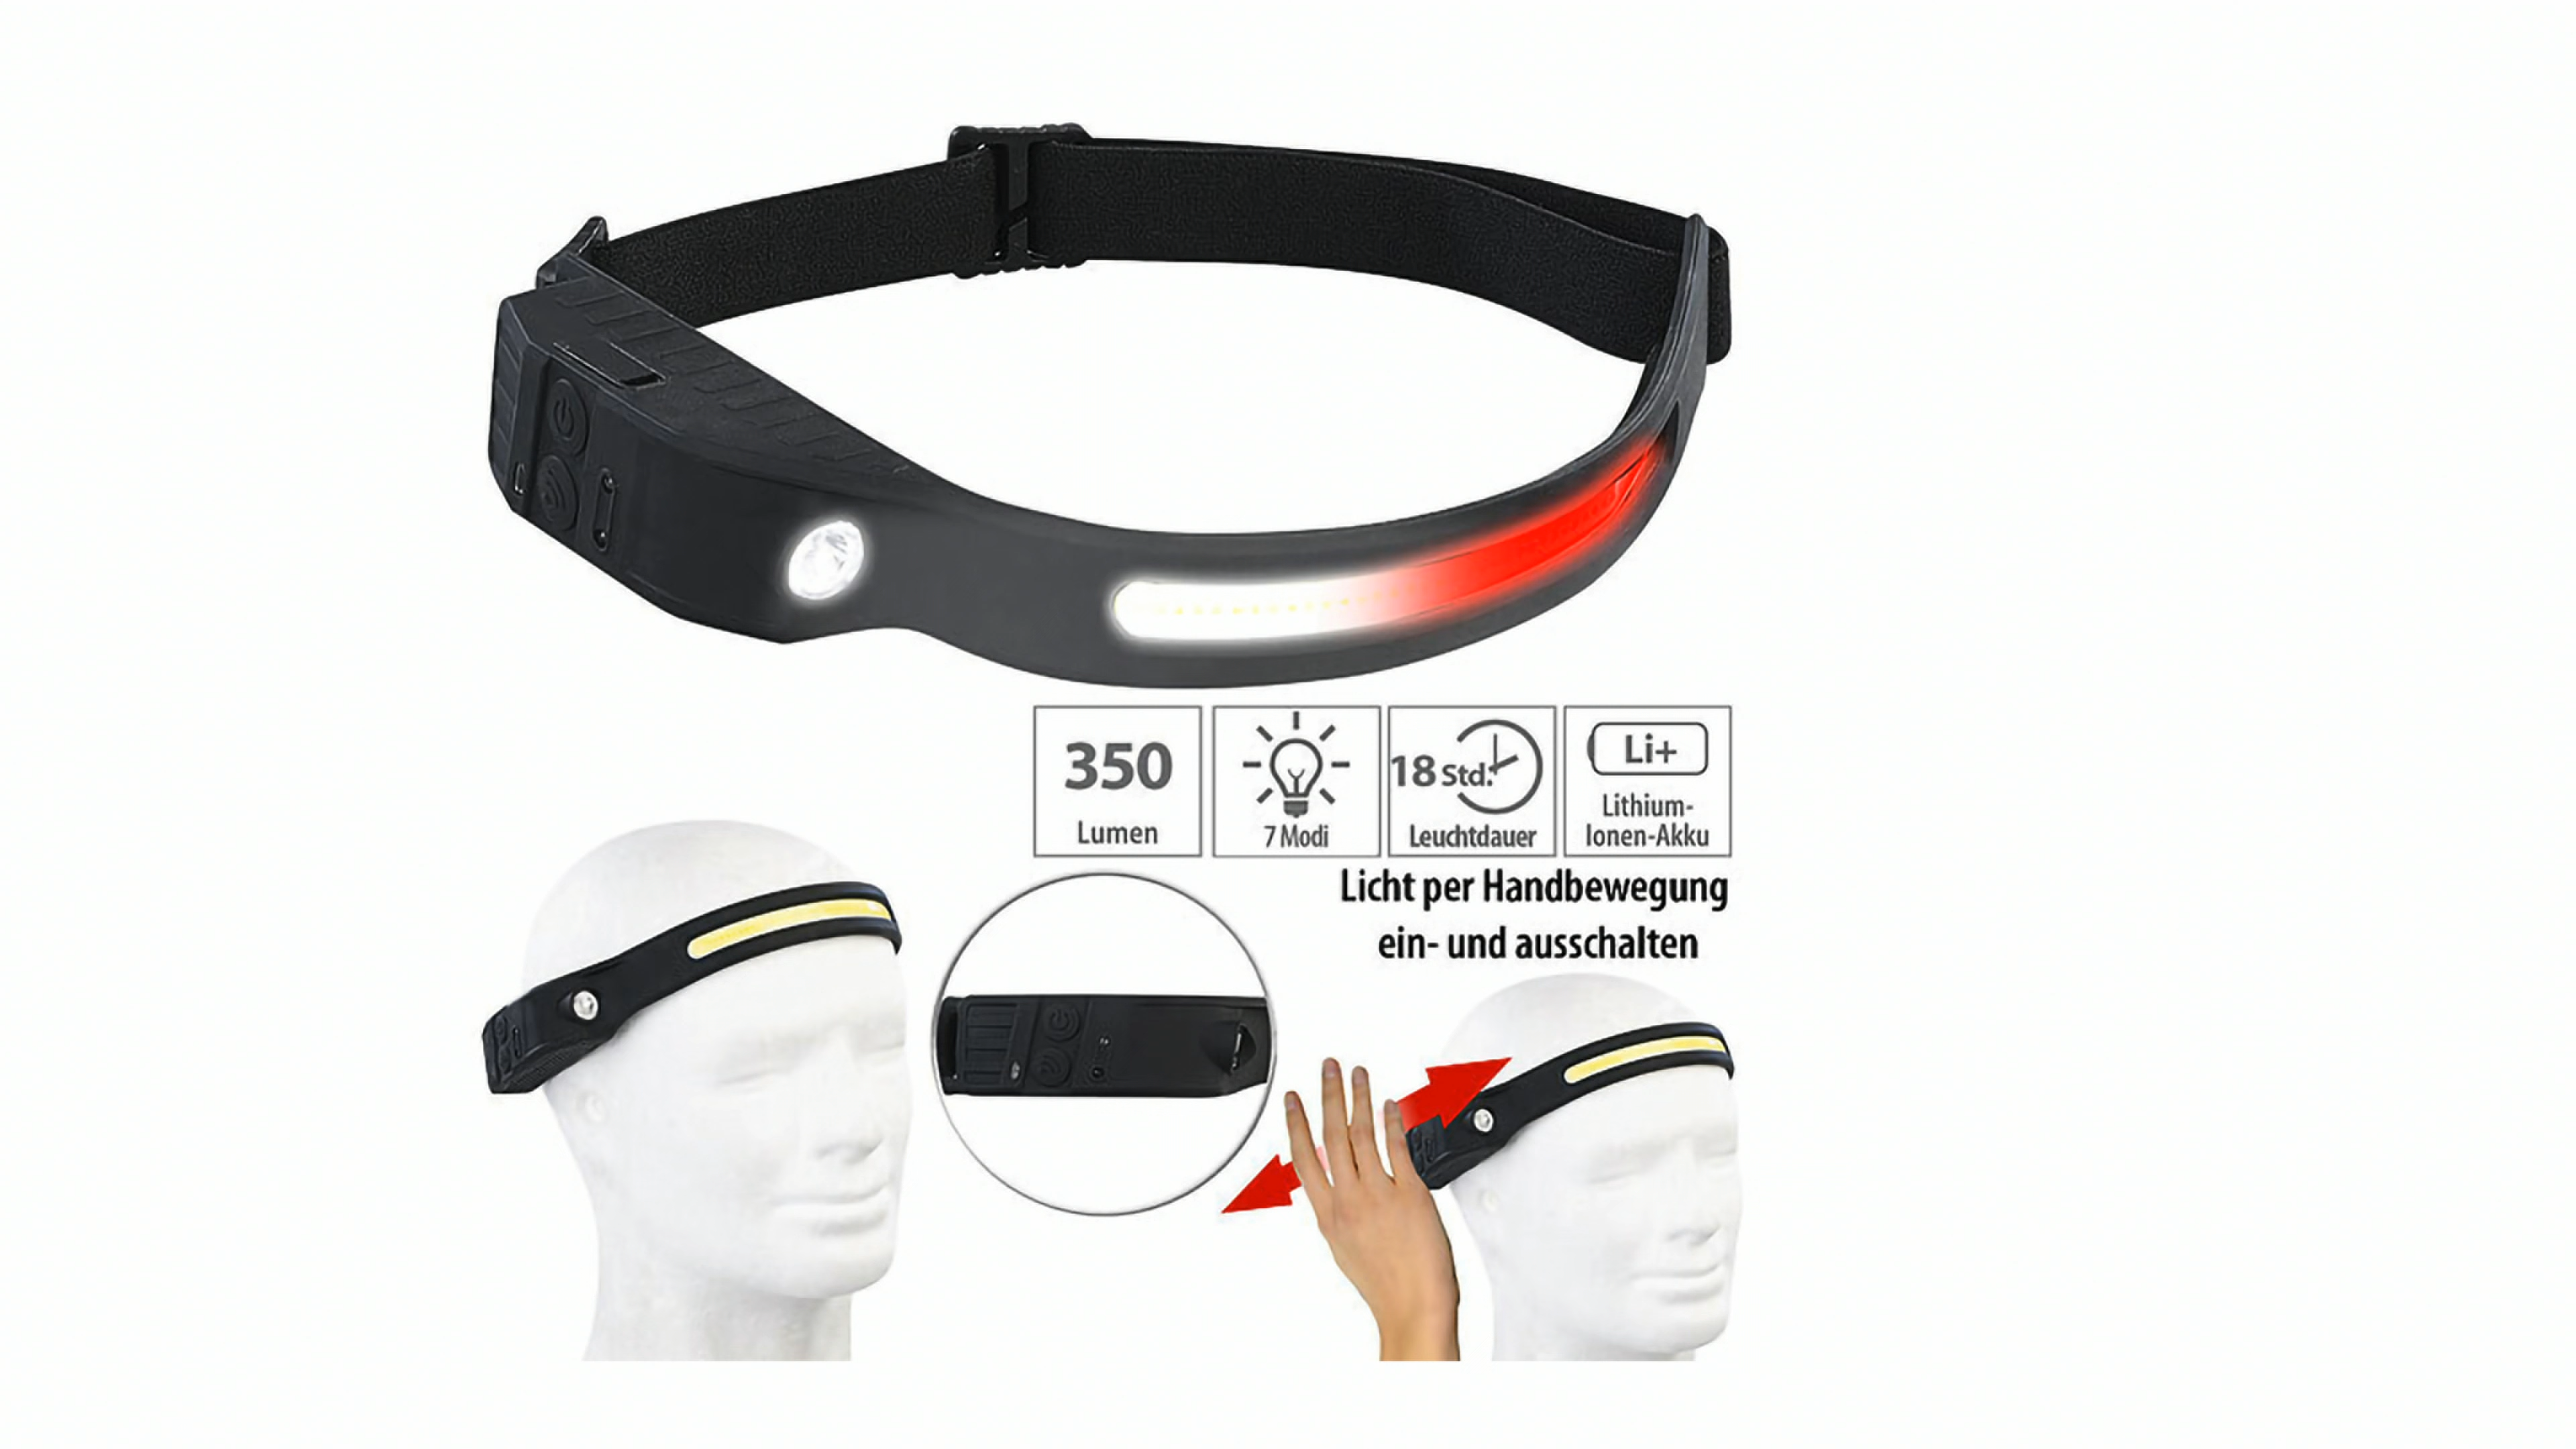 350
Lumen
7 Modi
18 Std.
Leuchtdauer
Li+
Lithium-
Ionen-Akku
Licht per Handbewegung
ein- und ausschalten